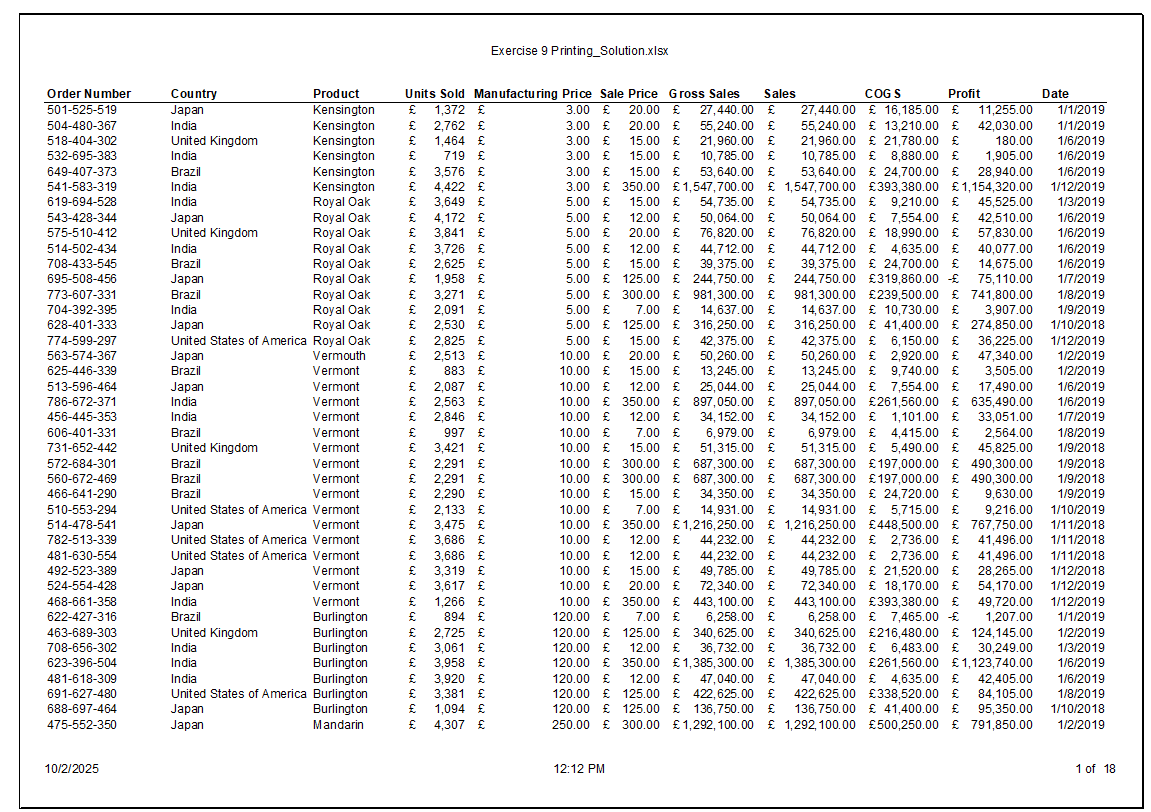 Exercise 9 Printing_Solution.xlsx
Order Number Country Product Units Sold Manufacturing Price Sale Price Gross Sales Sales COGS Profit Date
501-525-519 Japan Kensington £ 1,372 £ 3.00 £ 20.00 £ 27,440.00 £ 27,440.00 £ 16,185.00 £ 11,255.00 1/1/2019
504-480-367 India Kensington £ 2,762 £ 3.00 £ 20.00 £ 55,240.00 £ 55,240.00 £ 13,210.00 £ 42,030.00 1/1/2019
518-404-302 United Kingdom Kensington £ 1,464 £ 3.00 £ 15.00 £ 21,960.00 £ 21,960.00 £ 21,780.00 £ 180.00 1/6/2019
532-695-383 India Kensington £ 719 £ 3.00 £ 15.00 £ 10,785.00 £ 10,785.00 £ 8,880.00 £ 1,905.00 1/6/2019
649-407-373 Brazil Kensington £ 3,576 £ 3.00 £ 15.00 £ 53,640.00 £ 53,640.00 £ 24,700.00 £ 28,940.00 1/6/2019
541-583-319 India Kensington £ 4,422 £ 3.00 £ 350.00 £1,547,700.00 £ 1,547,700.00 £393,380.00 £1,154,320.00 1/12/2019
619-694-528 India Royal Oak £ 3,649 £ 5.00 £ 15.00 £ 54,735.00 £ 54,735.00 £ 9,210.00 £ 45,525.00 1/3/2019
543-428-344 Japan Royal Oak £ 4,172 £ 5.00 £ 12.00 £ 50,064.00 £ 50,064.00 £ 7,554.00 £ 42,510.00 1/6/2019
575-510-412 United Kingdom Royal Oak £ 3,841 £ 5.00 £ 20.00 £ 76,820.00 £ 76,820.00 £ 18,990.00 £ 57,830.00 1/6/2019
514-502-434 India Royal Oak £ 3,726 £ 5.00 £ 12.00 £ 44,712.00 £ 44,712.00 £ 4,635.00 £ 40,077.00 1/6/2019
708-433-545 Brazil Royal Oak £ 2,625 £ 5.00 £ 15.00 £ 39,375.00 £ 39,375.00 £ 24,700.00 £ 14,675.00 1/6/2019
695-508-456 Japan Royal Oak £ 1,958 £ 5.00 £ 125.00 £ 244,750.00 £ 244,750.00 £319,860.00 -£ 75,110.00 1/7/2019
773-607-331 Brazil Royal Oak £ 3,271 £ 5.00 £ 300.00 £ 981,300.00 £ 981,300.00 £239,500.00 £ 741,800.00 1/8/2019
704-392-395 India Royal Oak £ 2,091 £ 5.00 £ 7.00 £ 14,637.00 £ 14,637.00 £ 10,730.00 £ 3,907.00 1/9/2019
628-401-333 Japan Royal Oak £ 2,530 £ 5.00 £ 125.00 £ 316,250.00 £ 316,250.00 £ 41,400.00 £ 274,850.00 1/10/2018
774-599-297 United States of America Royal Oak £ 2,825 £ 5.00 £ 15.00 £ 42,375.00 £ 42,375.00 £ 6,150.00 £ 36,225.00 1/12/2019
563-574-367 Japan Vermouth £ 2,513 £ 10.00 £ 20.00 £ 50,260.00 £ 50,260.00 £ 2,920.00 £ 47,340.00 1/2/2019
625-446-339 Brazil Vermont £ 883 £ 10.00 £ 15.00 £ 13,245.00 £ 13,245.00 £ 9,740.00 £ 3,505.00 1/2/2019
513-596-464 Japan Vermont £ 2,087 £ 10.00 £ 12.00 £ 25,044.00 £ 25,044.00 £ 7,554.00 £ 17,490.00 1/6/2019
786-672-371 India Vermont £ 2,563 £ 10.00 £ 350.00 £ 897,050.00 £ 897,050.00 £261,560.00 £ 635,490.00 1/6/2019
456-445-353 India Vermont £ 2,846 £ 10.00 £ 12.00 £ 34,152.00 £ 34,152.00 £ 1,101.00 £ 33,051.00 1/7/2019
606-401-331 Brazil Vermont £ 997 £ 10.00 £ 7.00 £ 6,979.00 £ 6,979.00 £ 4,415.00 £ 2,564.00 1/8/2019
731-652-442 United Kingdom Vermont £ 3,421 £ 10.00 £ 15.00 £ 51,315.00 £ 51,315.00 £ 5,490.00 £ 45,825.00 1/9/2018
572-684-301 Brazil Vermont £ 2,291 £ 10.00 £ 300.00 £ 687,300.00 £ 687,300.00 £197,000.00 £ 490,300.00 1/9/2018
560-672-469 Brazil Vermont £ 2,291 £ 10.00 £ 300.00 £ 687,300.00 £ 687,300.00 £197,000.00 £ 490,300.00 1/9/2018
466-641-290 Brazil Vermont £ 2,290 £ 10.00 £ 15.00 £ 34,350.00 £ 34,350.00 £ 24,720.00 £ 9,630.00 1/9/2019
510-553-294 United States of America Vermont £ 2,133 £ 10.00 £ 7.00 £ 14,931.00 £ 14,931.00 £ 5,715.00 £ 9,216.00 1/10/2019
514-478-541 Japan Vermont £ 3,475 £ 10.00 £ 350.00 £1,216,250.00 £ 1,216,250.00 £448,500.00 £ 767,750.00 1/11/2018
782-513-339 United States of America Vermont £ 3,686 £ 10.00 £ 12.00 £ 44,232.00 £ 44,232.00 £ 2,736.00 £ 41,496.00 1/11/2018
481-630-554 United States of America Vermont £ 3,686 £ 10.00 £ 12.00 £ 44,232.00 £ 44,232.00 £ 2,736.00 £ 41,496.00 1/11/2018
492-523-389 Japan Vermont £ 3,319 £ 10.00 £ 15.00 £ 49,785.00 £ 49,785.00 £ 21,520.00 £ 28,265.00 1/12/2018
524-554-428 Japan Vermont £ 3,617 £ 10.00 £ 20.00 £ 72,340.00 £ 72,340.00 £ 18,170.00 £ 54,170.00 1/12/2019
468-661-358 India Vermont £ 1,266 £ 10.00 £ 350.00 £ 443,100.00 £ 443,100.00 £393,380.00 £ 49,720.00 1/12/2019
622-427-316 Brazil Burlington £ 894 £ 120.00 £ 7.00 £ 6,258.00 £ 6,258.00 £ 7,465.00 -£ 1,207.00 1/1/2019
463-689-303 United Kingdom Burlington £ 2,725 £ 120.00 £ 125.00 £ 340,625.00 £ 340,625.00 £216,480.00 £ 124,145.00 1/2/2019
708-656-302 India Burlington £ 3,061 £ 120.00 £ 12.00 £ 36,732.00 £ 36,732.00 £ 6,483.00 £ 30,249.00 1/3/2019
623-396-504 India Burlington £ 3,958 £ 120.00 £ 350.00 £1,385,300.00 £ 1,385,300.00 £261,560.00 £1,123,740.00 1/6/2019
481-618-309 India Burlington £ 3,920 £ 120.00 £ 12.00 £ 47,040.00 £ 47,040.00 £ 4,635.00 £ 42,405.00 1/6/2019
691-627-480 United States of America Burlington £ 3,381 £ 120.00 £ 125.00 £ 422,625.00 £ 422,625.00 £338,520.00 £ 84,105.00 1/8/2019
688-697-464 Japan Burlington £ 1,094 £ 120.00 £ 125.00 £ 136,750.00 £ 136,750.00 £ 41,400.00 £ 95,350.00 1/10/2018
475-552-350 Japan Mandarin £ 4,307 £ 250.00 £ 300.00 £1,292,100.00 £ 1,292,100.00 £500,250.00 £ 791,850.00 1/2/2019
10/2/2025 12:12 PM 1 of 18